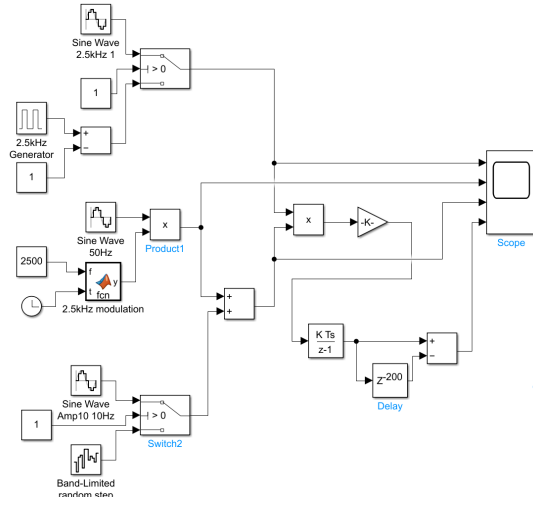 Sine Wave
2.5kHz 1
> 0
1
2.5kHz
Generator
+
−
1
Scope
Sine Wave
50Hz
x
Product1
x
-K-
2500
f
t
y
fcn
2.5kHz modulation
+
+
K Ts
z-1
+
−
Z-200
Delay
Sine Wave
Amp10 10Hz
> 0
Switch2
1
Band-Limited
random step